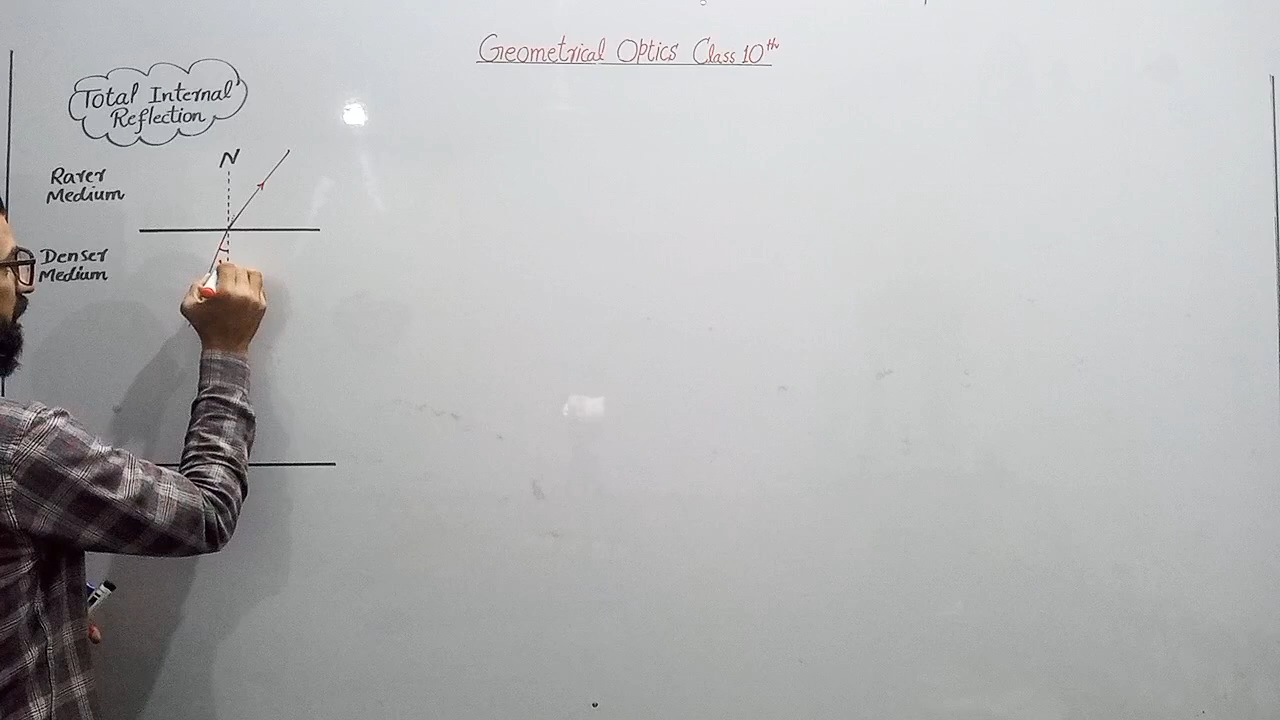 Geometrical Optics Class 10th
Total Internal
Reflection
N
Rarer
Medium
Denser
Medium